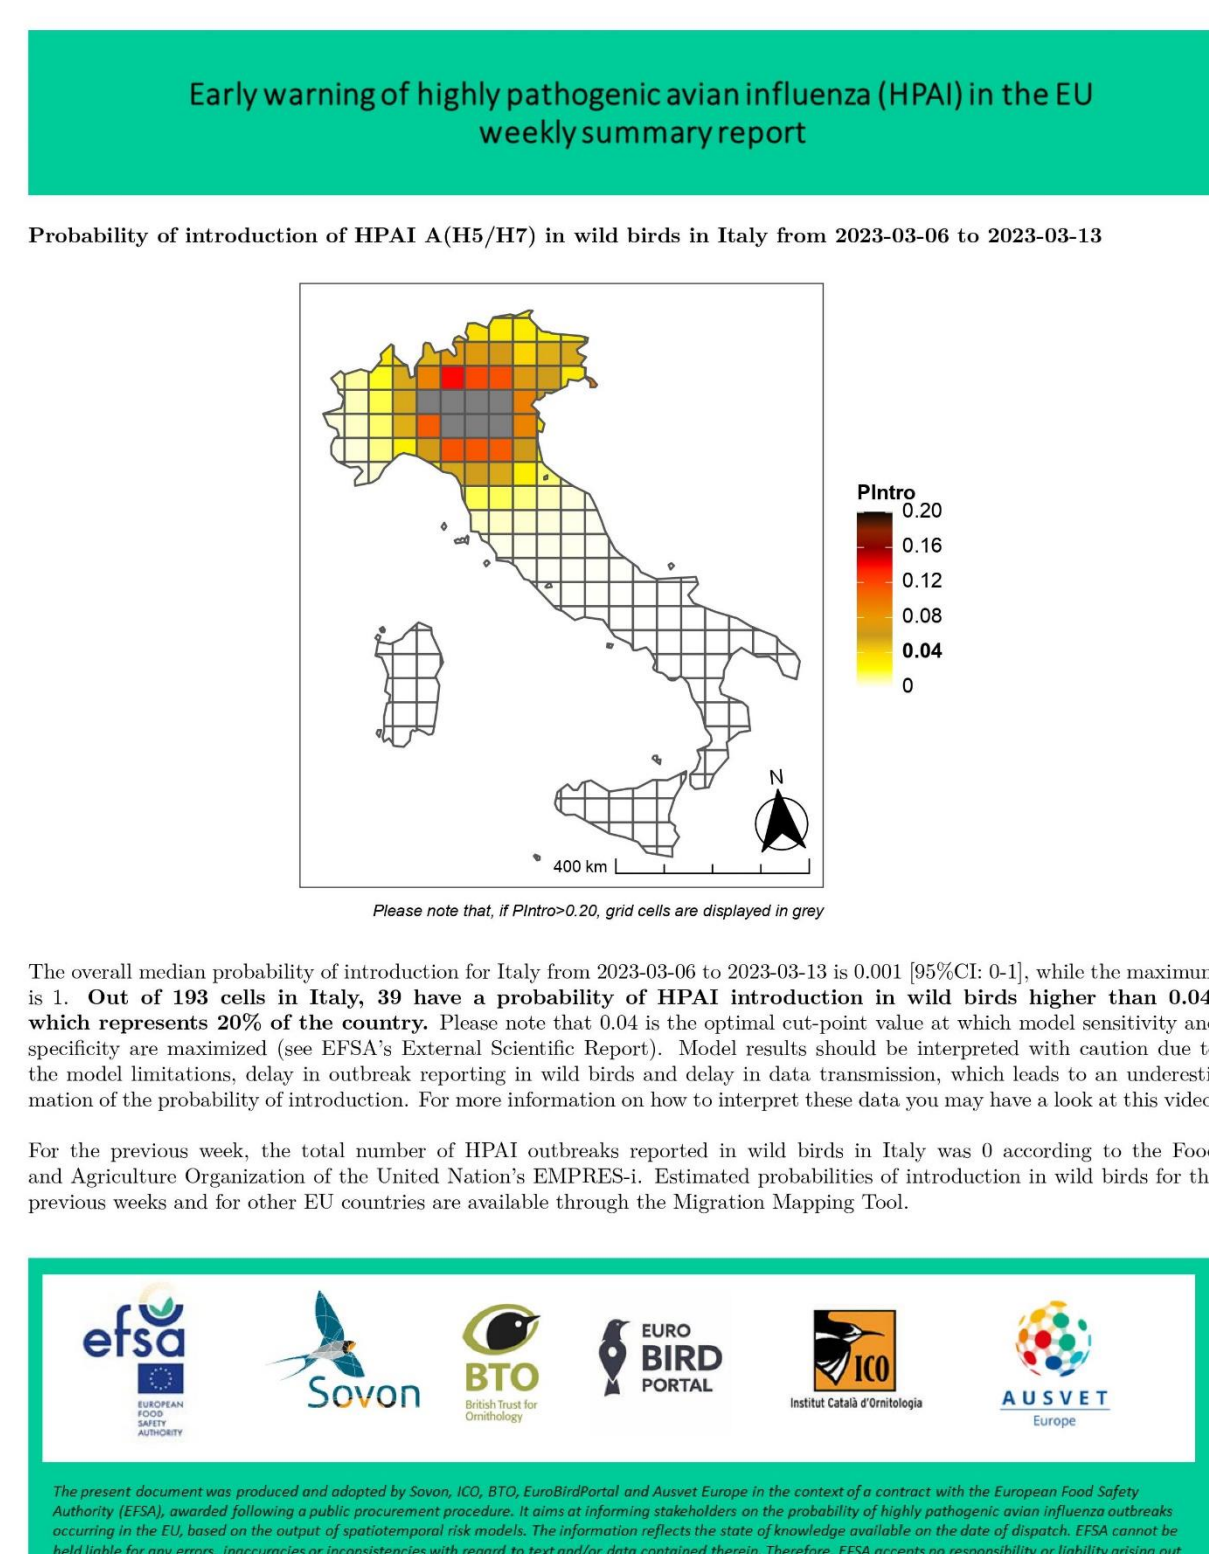 Early warning of highly pathogenic avian influenza (HPAI) in the EU
weekly summary report
Probability of introduction of HPAI A(H5/H7) in wild birds in Italy from 2023-03-06 to 2023-03-13
PIntro
0.20
0.16
0.12
0.08
0.04
0
N
400 km
Please note that, if PIntro>0.20, grid cells are displayed in grey
The overall median probability of introduction for Italy from 2023-03-06 to 2023-03-13 is 0.001 [95%CI: 0-1], while the maximum
is 1. Out of 193 cells in Italy, 39 have a probability of HPAI introduction in wild birds higher than 0.04
which represents 20% of the country. Please note that 0.04 is the optimal cut-point value at which model sensitivity and
specificity are maximized (see EFSA's External Scientific Report). Model results should be interpreted with caution due t
the model limitations, delay in outbreak reporting in wild birds and delay in data transmission, which leads to an underesti
mation of the probability of introduction. For more information on how to interpret these data you may have a look at this video
For the previous week, the total number of HPAI outbreaks reported in wild birds in Italy was 0 according to the Food
and Agriculture Organization of the United Nation's EMPRES-i. Estimated probabilities of introduction in wild birds for th
previous weeks and for other EU countries are available through the Migration Mapping Tool.
efsa
EUROPEAN
FOOD
SAFETY
AUTHORITY
Sovon
BTO
British Trust for
Ornithology
EURO
BIRD
PORTAL
ICO
Institut Català d'Ornitologia
AUSVET
Europe
The present document was produced and adopted by Sovon, ICO, BTO, EuroBirdPortal and Ausvet Europe in the context of a contract with the European Food Safety
Authority (EFSA), awarded following a public procurement procedure. It aims at informing stakeholders on the probability of highly pathogenic avian influenza outbreaks
occurring in the EU, based on the output of spatiotemporal risk models. The information reflects the state of knowledge available on the date of dispatch. EFSA cannot be
held liable for any errors, inaccuracies or inconsistencies with regard to text and/or data contained therein. Therefore, EFSA accepts no responsibility or liability arising out